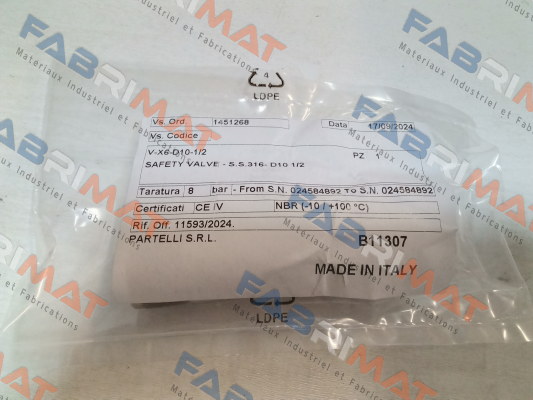 FABRIMAT
Matériaux Industriel et Fabrications
4
LDPE
Vs. Ord. 1451268 Data 17/09/2024
Vs. Codice
V-X6-D10-1/2 PZ 1
SAFETY VALVE - S.S.316- D10 1/2
Taratura 8 bar - From S.N. 024584892 TO S.N. 024584892
Certificati CE / V NBR (-10 / +100 °C)
Rif. Off. 11593/2024.
PARTELLI S.R.L. B11307
MADE IN ITALY
LDPE